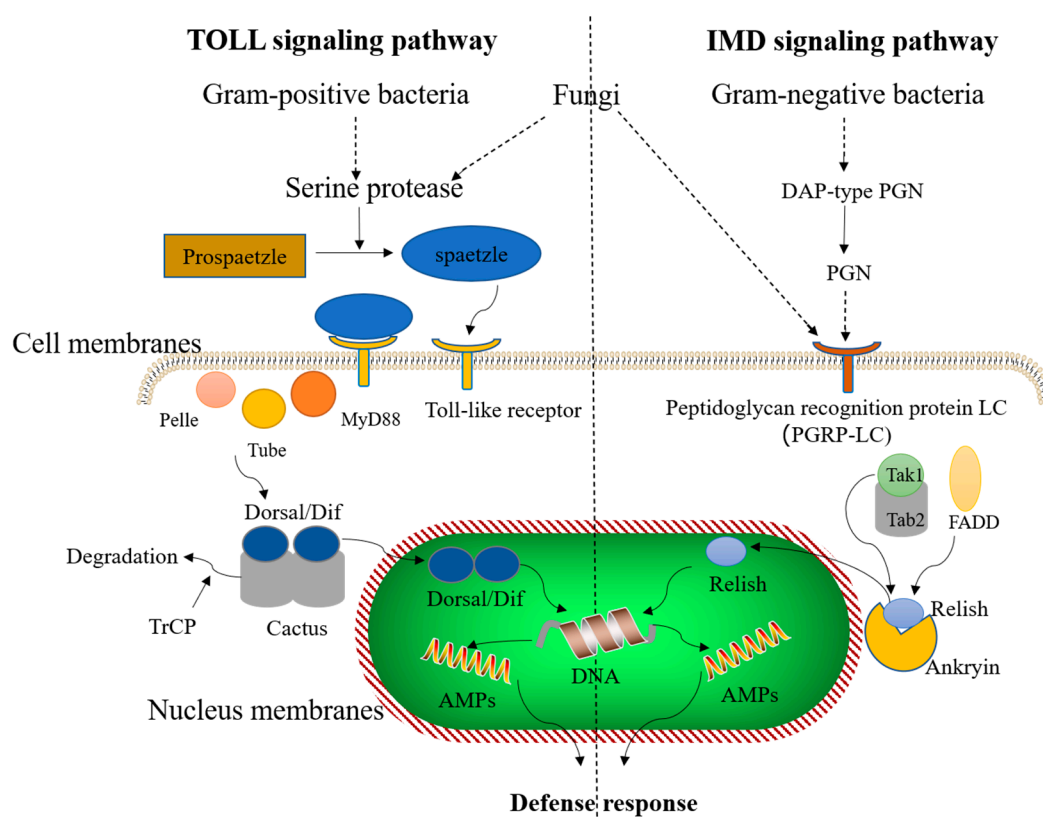 TOLL signaling pathway
IMD signaling pathway
Gram-positive bacteria
Fungi
Gram-negative bacteria
Serine protease
DAP-type PGN
Prospaetzle
spaetzle
PGN
Cell membranes
Pelle
Tube
MyD88
Toll-like receptor
Peptidoglycan recognition protein LC
(PGRP-LC)
Tak1
Tab2
FADD
Dorsal/Dif
Degradation
TrCP
Cactus
Dorsal/Dif
Relish
Relish
Ankryin
DNA
AMPs
AMPs
Nucleus membranes
Defense response